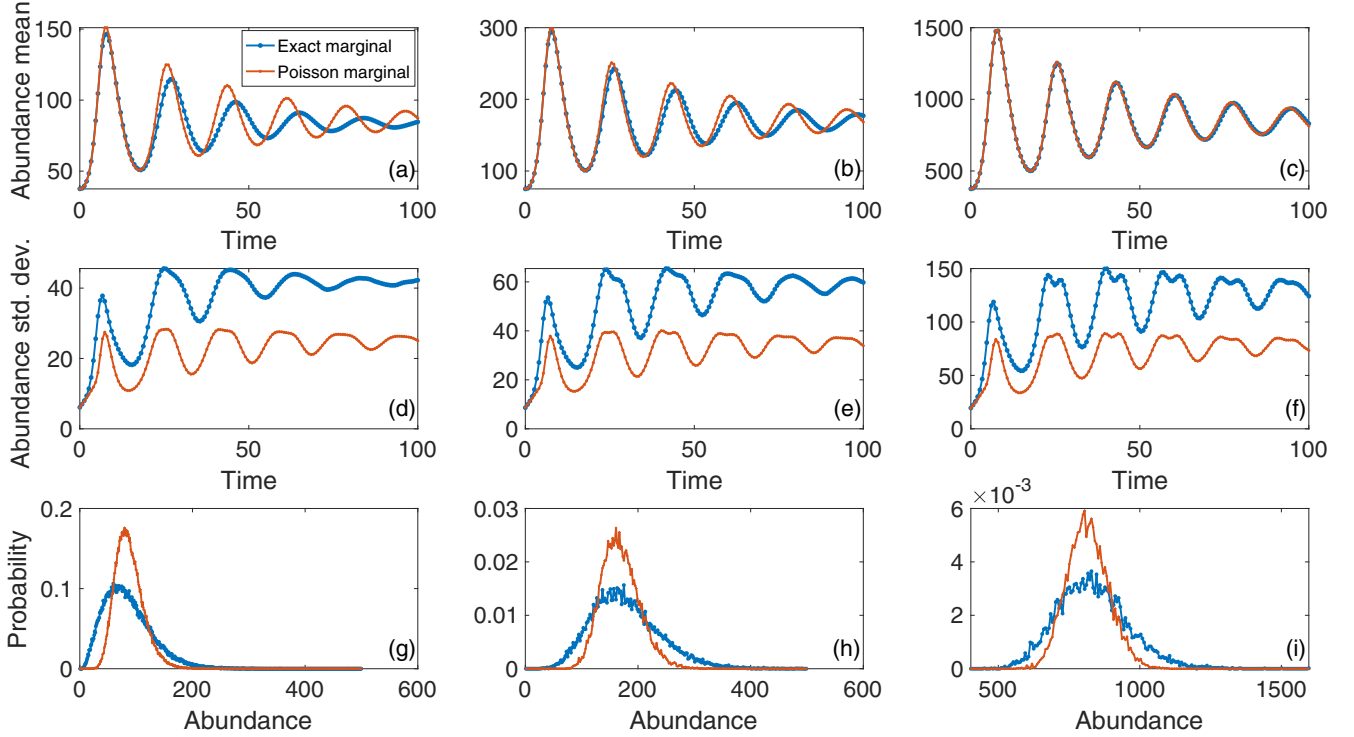 Abundance mean
150
100
50
0
50
100
Time
Exact marginal
Poisson marginal
(a)
300
200
100
0
50
100
Time
(b)
1500
1000
500
0
50
100
Time
(c)
Abundance std. dev.
40
20
0
0
50
100
Time
(d)
60
40
20
0
0
50
100
Time
(e)
150
100
50
0
0
50
100
Time
(f)
Probability
0.2
0.1
0
0
200
400
600
Abundance
(g)
0.03
0.02
0.01
0
0
200
400
600
Abundance
(h)
× 10⁻³
6
4
2
0
500
1000
1500
Abundance
(i)